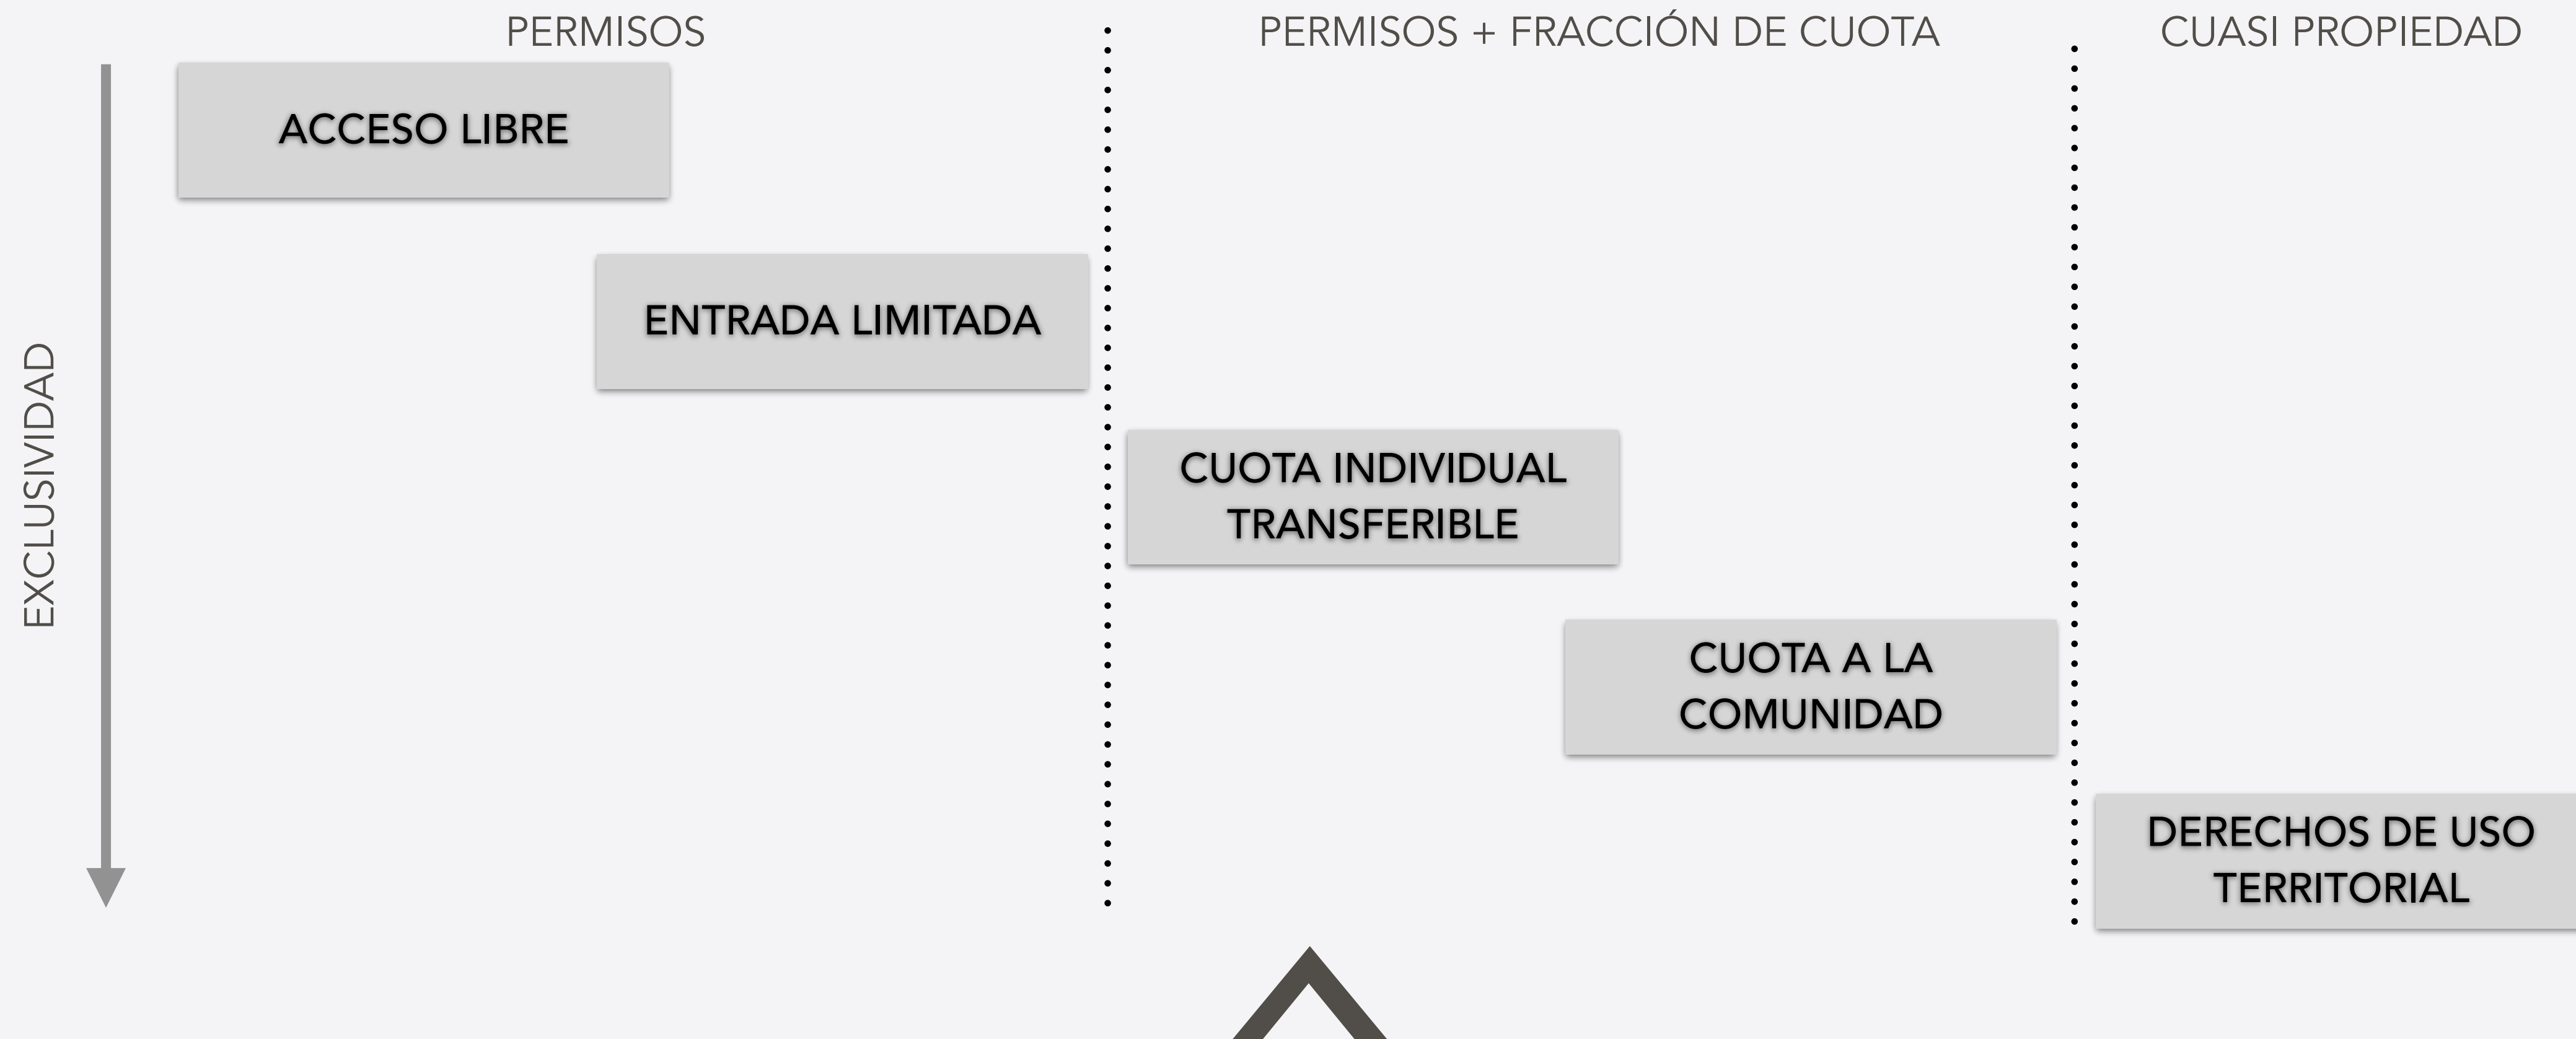 PERMISOS
PERMISOS + FRACCIÓN DE CUOTA
CUASI PROPIEDAD
EXCLUSIVIDAD
ACCESO LIBRE
ENTRADA LIMITADA
CUOTA INDIVIDUAL
TRANSFERIBLE
CUOTA A LA
COMUNIDAD
DERECHOS DE USO
TERRITORIAL